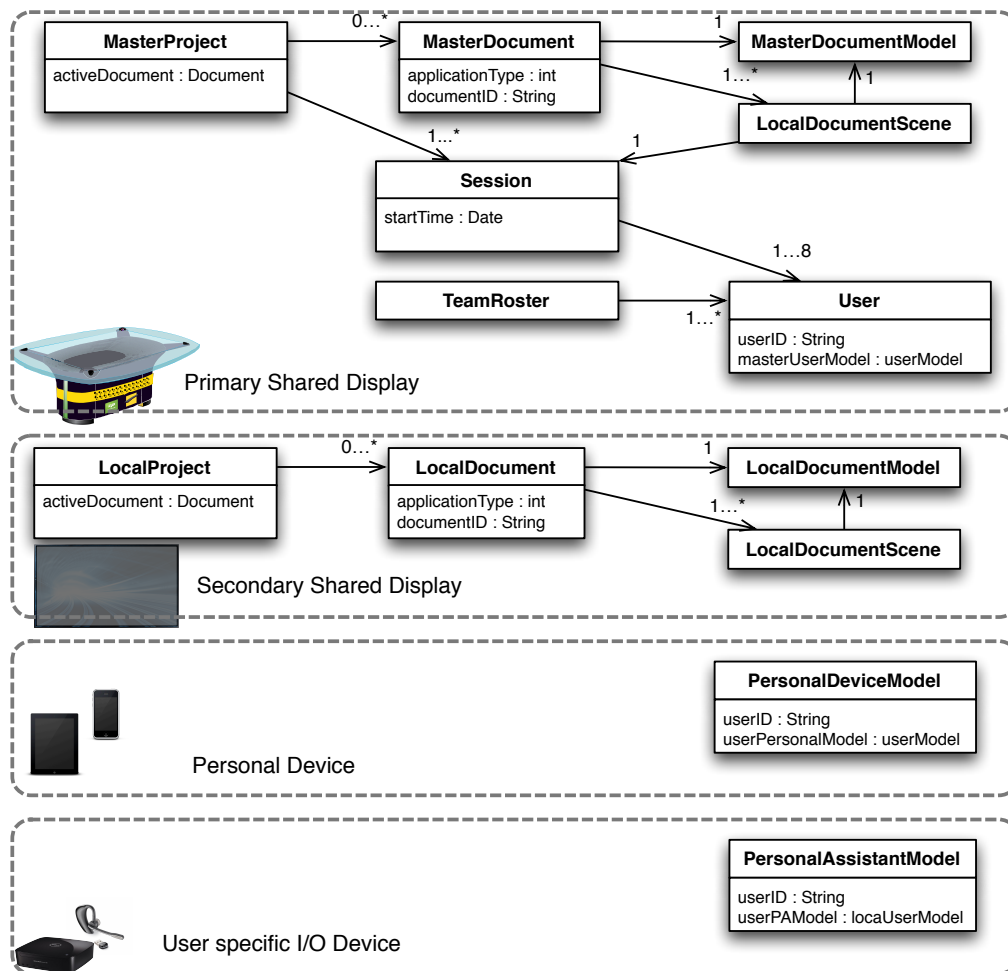 0…*
1
MasterProject
MasterDocument
MasterDocumentModel
activeDocument : Document
applicationType : int
documentID : String
1…*
1
LocalDocumentScene
1...*
1
Session
startTime : Date
1…8
TeamRoster
User
1…*
userID : String
masterUserModel : userModel
Primary Shared Display
0…*
1
LocalProject
LocalDocument
LocalDocumentModel
activeDocument : Document
applicationType : int
documentID : String
1…*
1
LocalDocumentScene
Secondary Shared Display
PersonalDeviceModel
userID : String
userPersonalModel : userModel
Personal Device
PersonalAssistantModel
userID : String
userPAModel : locaUserModel
User specific I/O Device